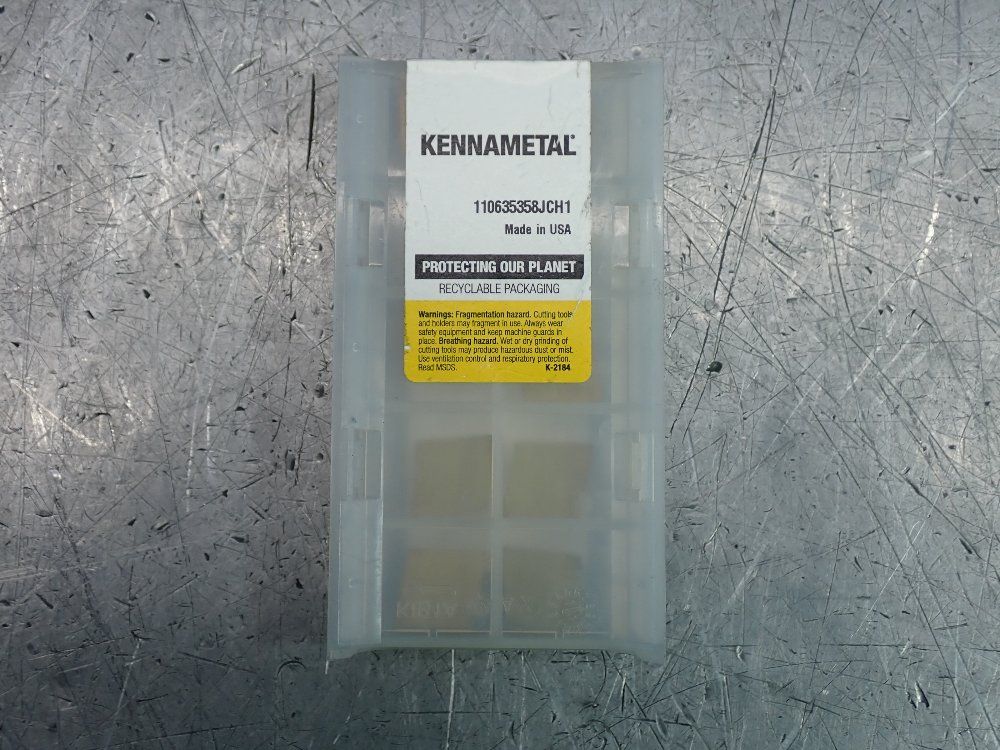 KENNAMETAL®
110635358JCH1
Made in USA
PROTECTING OUR PLANET
RECYCLABLE PACKAGING
Warnings: Fragmentation hazard. Cutting tools
and holders may fragment in use. Always wear
safety equipment and keep machine guards in
place. Breathing hazard. Wet or dry grinding of
cutting tools may produce hazardous dust or mist.
Use ventilation control and respiratory protection.
Read MSDS. K-2184